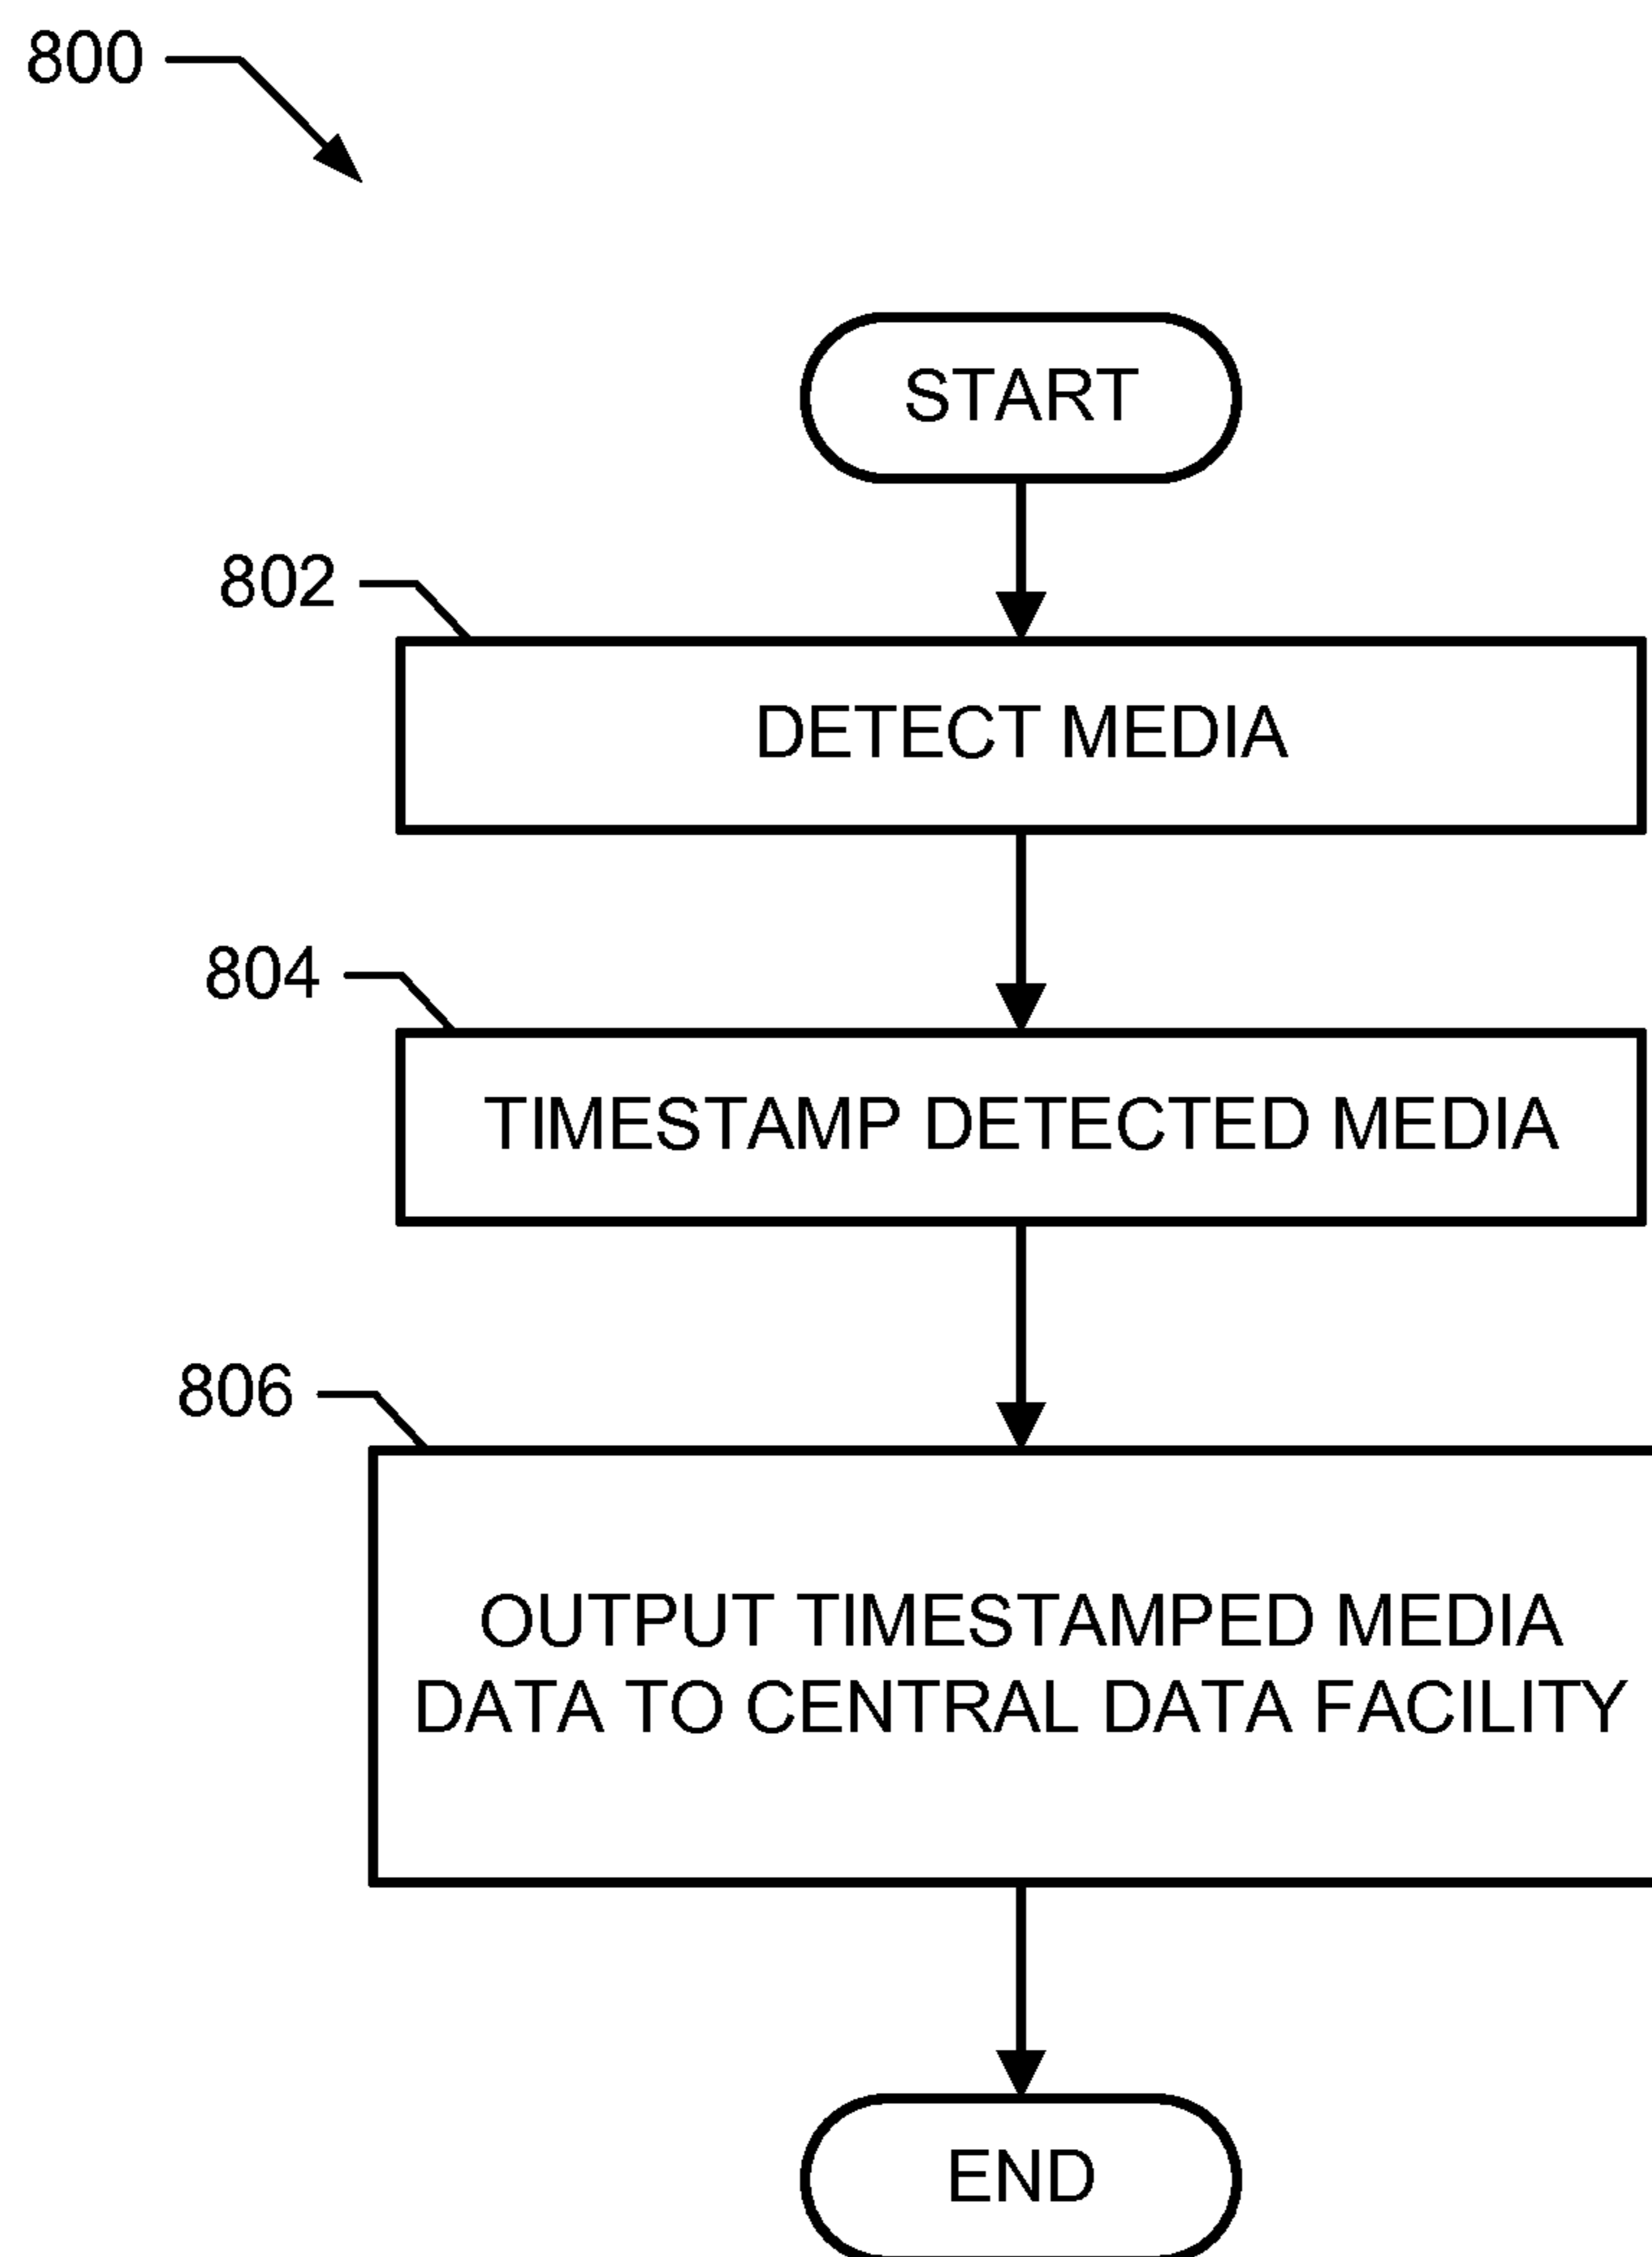 800
START
802
DETECT MEDIA
804
TIMESTAMP DETECTED MEDIA
806
OUTPUT TIMESTAMPED MEDIA
DATA TO CENTRAL DATA FACILITY
END